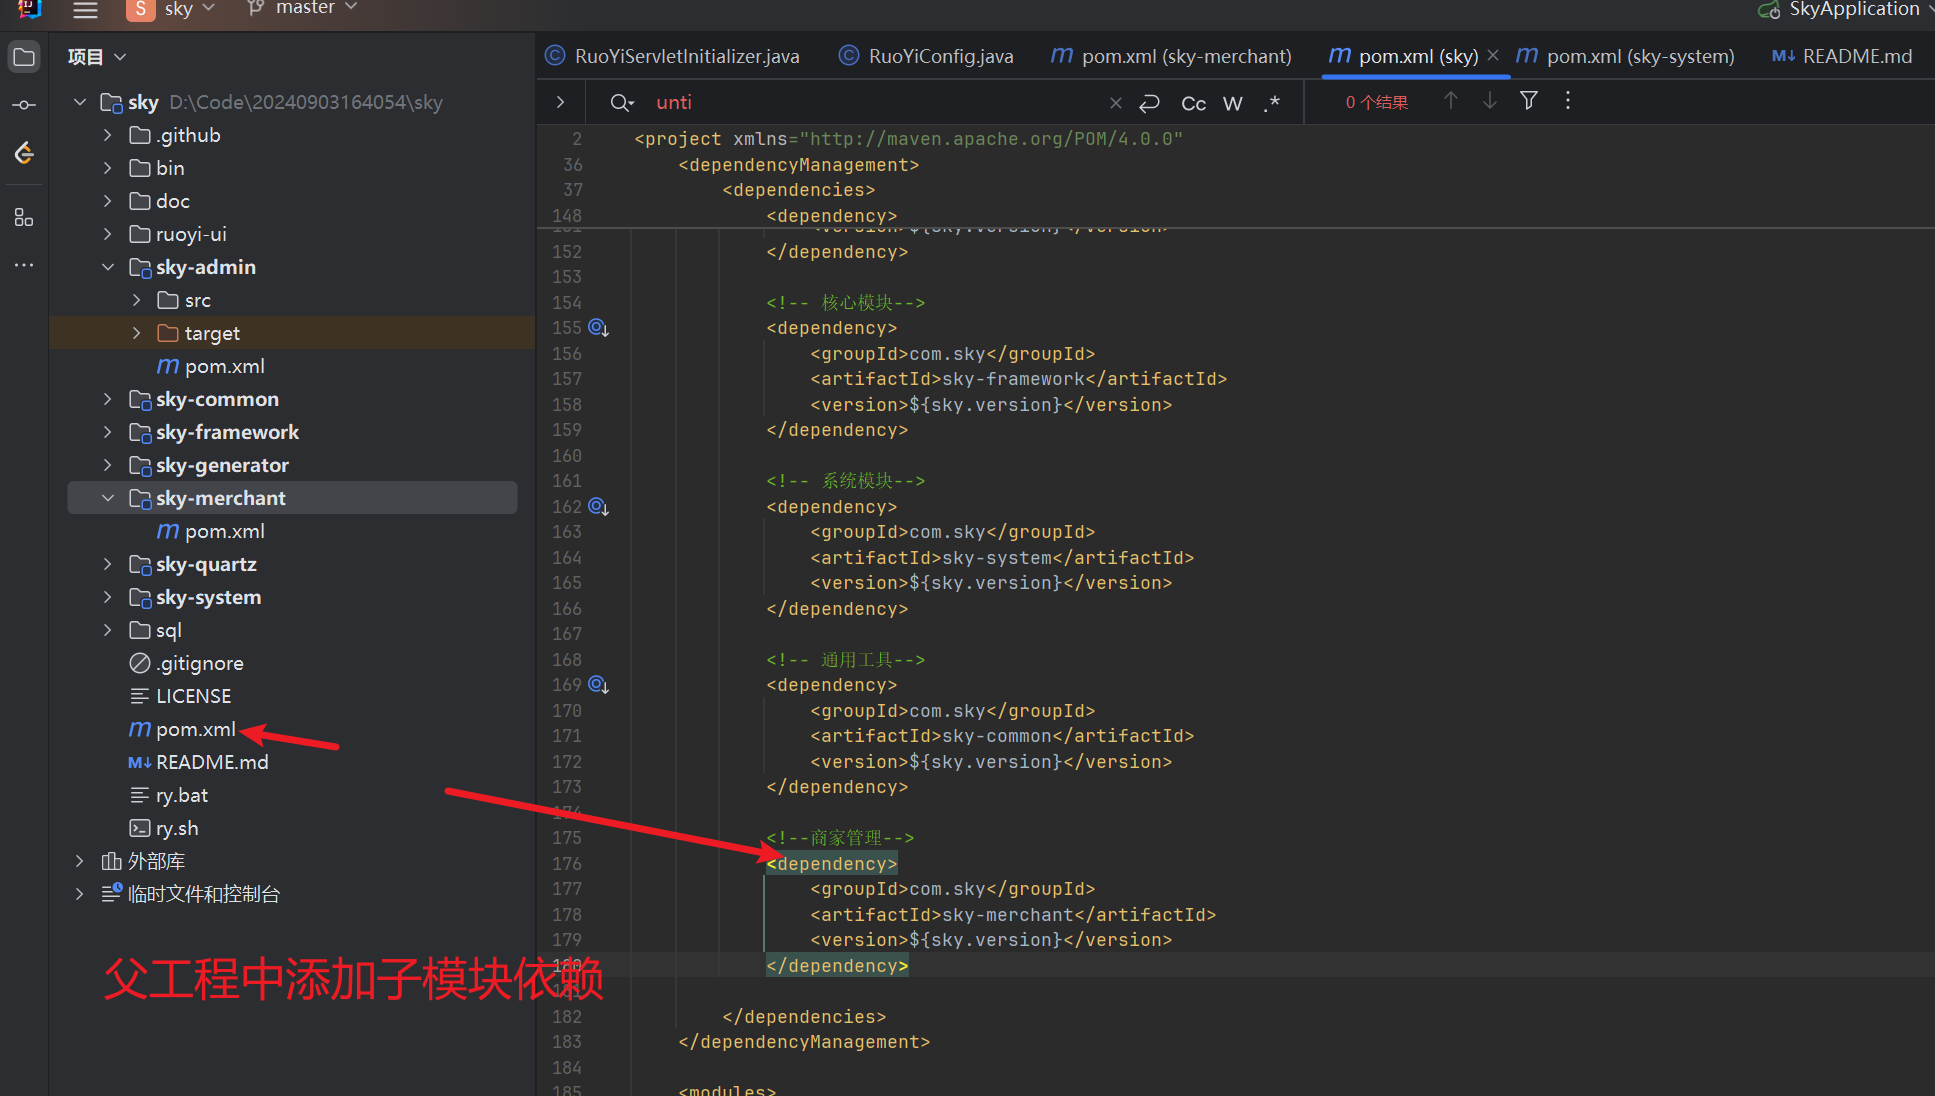 sky
master
SkyApplication
项目
RuoYiServletInitializer.java
RuoYiConfig.java
pom.xml (sky-merchant)
pom.xml (sky)
pom.xml (sky-system)
README.md
unti
Cc
W
.*
0 个结果
sky D:\Code\20240903164054\sky
.github
bin
doc
ruoyi-ui
sky-admin
src
target
pom.xml
sky-common
sky-framework
sky-generator
sky-merchant
pom.xml
sky-quartz
sky-system
sql
.gitignore
LICENSE
pom.xml
README.md
ry.bat
ry.sh
外部库
临时文件和控制台
父工程中添加子模块依赖
2 <project xmlns="http://maven.apache.org/POM/4.0.0"
36 <dependencyManagement>
37 <dependencies>
148 <dependency>
151 <version>${sky.version}</version>
152 </dependency>
153
154 <!-- 核心模块-->
155 <dependency>
156 <groupId>com.sky</groupId>
157 <artifactId>sky-framework</artifactId>
158 <version>${sky.version}</version>
159 </dependency>
160
161 <!-- 系统模块-->
162 <dependency>
163 <groupId>com.sky</groupId>
164 <artifactId>sky-system</artifactId>
165 <version>${sky.version}</version>
166 </dependency>
167
168 <!-- 通用工具-->
169 <dependency>
170 <groupId>com.sky</groupId>
171 <artifactId>sky-common</artifactId>
172 <version>${sky.version}</version>
173 </dependency>
174
175 <!--商家管理-->
176 <dependency>
177 <groupId>com.sky</groupId>
178 <artifactId>sky-merchant</artifactId>
179 <version>${sky.version}</version>
180 </dependency>
181
182 </dependencies>
183 </dependencyManagement>
184
185 <modules>